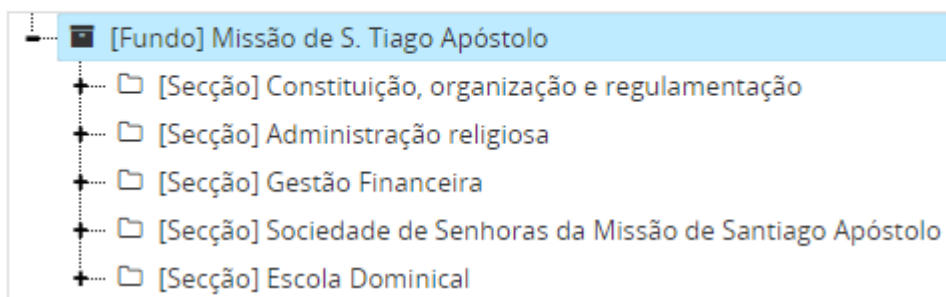 [Fundo] Missão de S. Tiago Apóstolo
[Secção] Constituição, organização e regulamentação
[Secção] Administração religiosa
[Secção] Gestão Financeira
[Secção] Sociedade de Senhoras da Missão de Santiago Apóstolo
[Secção] Escola Dominical